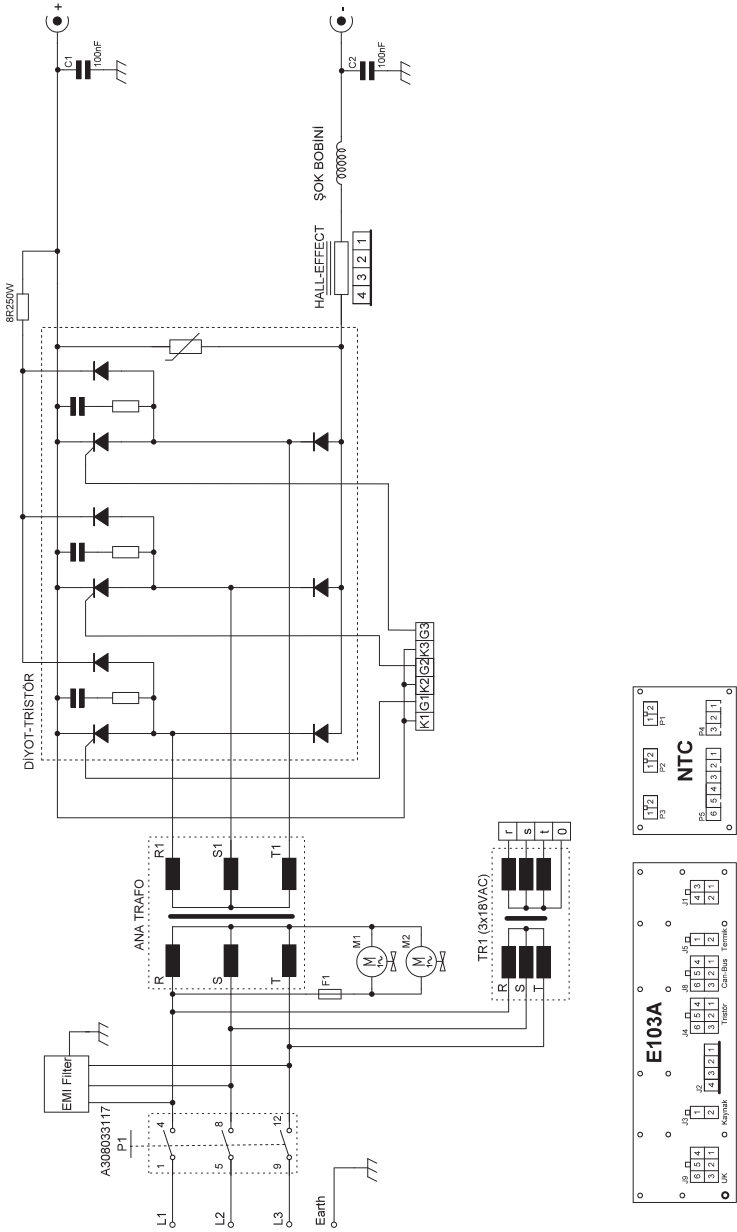 L1
L2
L3
Earth
A308033117
P1
1 4
5 8
9 12
EMI Filter
ANA TRAFO
R R1
S S1
T T1
F1
M1
M
1~
M2
M
1~
TR1 (3x18VAC)
R
S
T
r
s
t
0
DİYOT-TRİSTÖR
8R250W
K1 G1 K2 G2 K3 G3
HALL-EFFECT
4 3 2 1
ŞOK BOBİNİ
C1
100nF
+
C2
100nF
-
E103A
J9
6 5 4
3 2 1
UK
J3
1
2
Kaynak
J2
4 3 2 1
J4
6 5 4
3 2 1
Tristör
J8
6 5 4
3 2 1
Can-Bus
J5
1
2
Termik
J1
4 3
2 1
NTC
P3
1 2
P2
1 2
P1
1 2
P5
6 5 4 3 2 1
P4
3 2 1